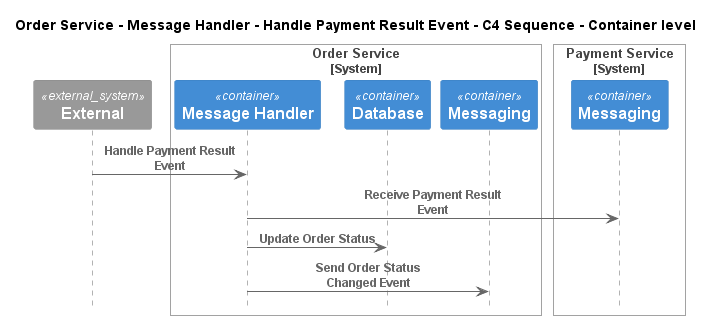 Order Service - Message Handler - Handle Payment Result Event - C4 Sequence - Container level
Order Service
[System]
Payment Service
[System]
«external_system»
External
«container»
Message Handler
«container»
Database
«container»
Messaging
«container»
Messaging
Handle Payment Result
Event
Receive Payment Result
Event
Update Order Status
Send Order Status
Changed Event